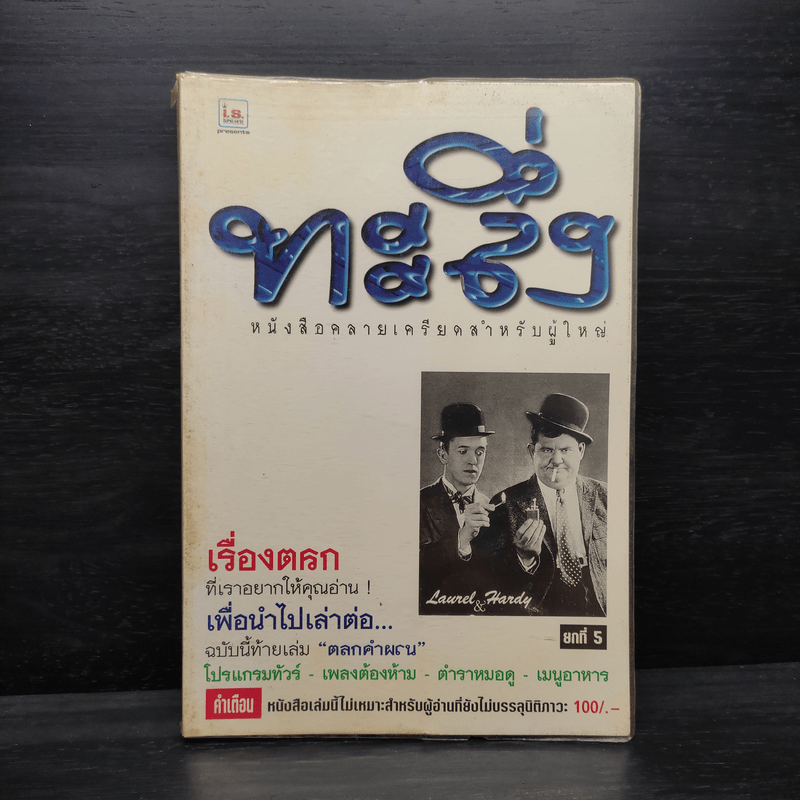 i.s.
presents
ทะลึ่ง
หนังสือคลายเครียดสำหรับผู้ใหญ่
Laurel & Hardy
เรื่องตลก
ที่เราอยากให้คุณอ่าน !
เพื่อนำไปเล่าต่อ...
ยกที่ 5
ฉบับนี้ท้ายเล่ม “ตลกคำผวน”
โปรแกรมทัวร์ - เพลงต้องห้าม - ตำราหมอดู - เมนูอาหาร
คำเตือน หนังสือเล่มนี้ไม่เหมาะสำหรับผู้อ่านที่ยังไม่บรรลุนิติภาวะ 100/.–